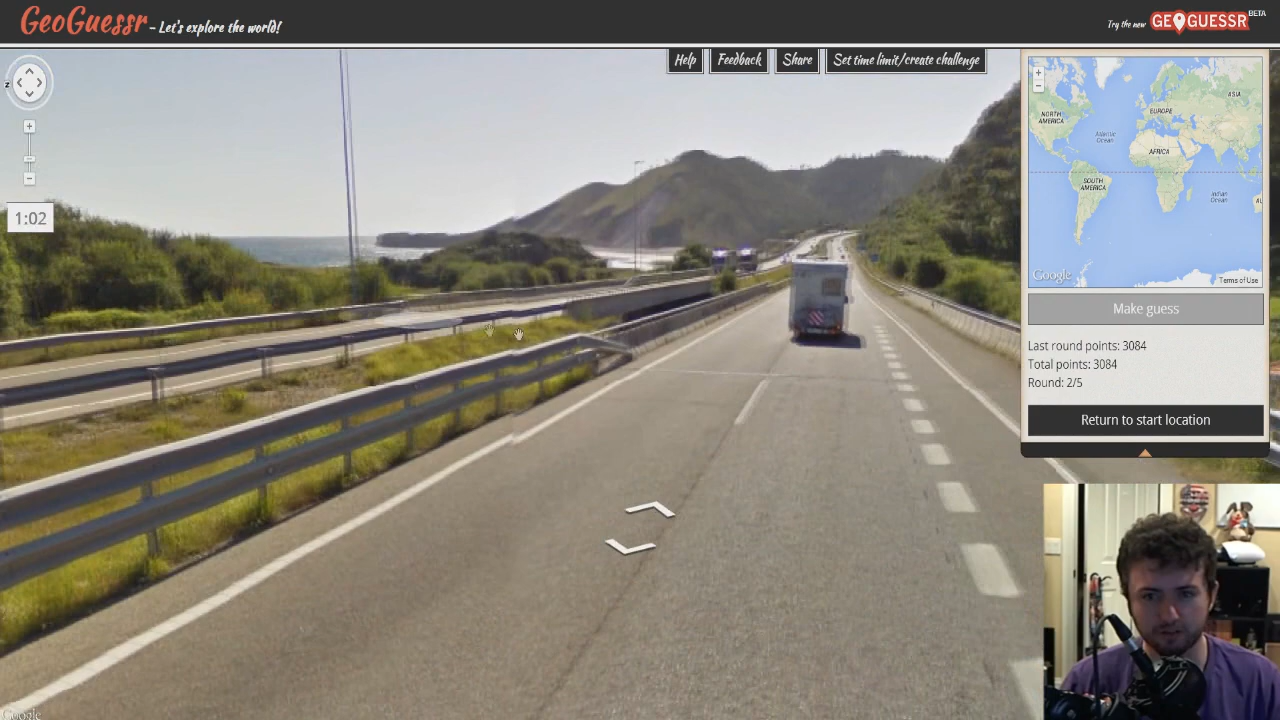 GeoGuessr - Let's explore the world!
Try the new GEOGUESSR BETA
Help
Feedback
Share
Set time limit/create challenge
1:02
NORTH AMERICA
EUROPE
ASIA
Atlantic Ocean
AFRICA
SOUTH AMERICA
Indian Ocean
AU
Google
Terms of Use
Make guess
Last round points: 3084
Total points: 3084
Round: 2/5
Return to start location
Google